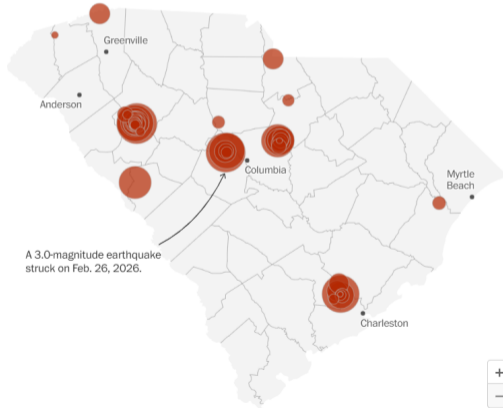 Greenville
Anderson
Columbia
Myrtle
Beach
A 3.0-magnitude earthquake
struck on Feb. 26, 2026.
Charleston
+
−